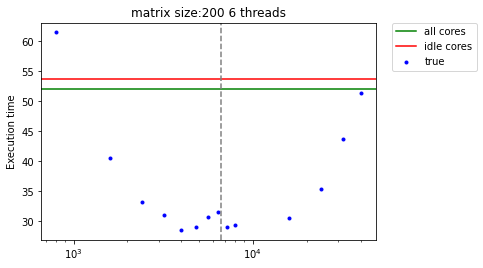 matrix size:200 6 threads
all cores
idle cores
true
Execution time
60
55
50
45
40
35
30
10³
10⁴